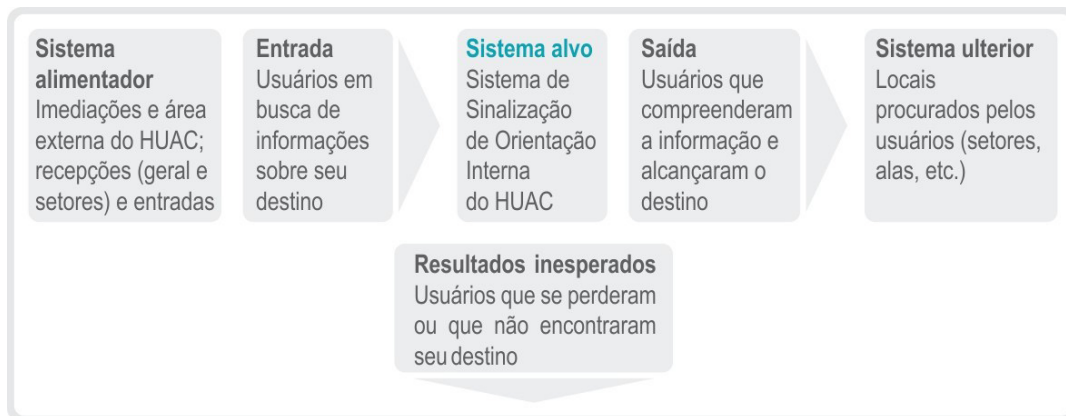 Sistema
alimentador
Imediações e área
externa do HUAC;
recepções (geral e
setores) e entradas
Entrada
Usuários em
busca de
informações
sobre seu
destino
Sistema alvo
Sistema de
Sinalização
de Orientação
Interna
do HUAC
Saída
Usuários que
compreenderam
a informação e
alcançaram o
destino
Sistema ulterior
Locais
procurados pelos
usuários (setores,
alas, etc.)
Resultados inesperados
Usuários que se perderam
ou que não encontraram
seu destino